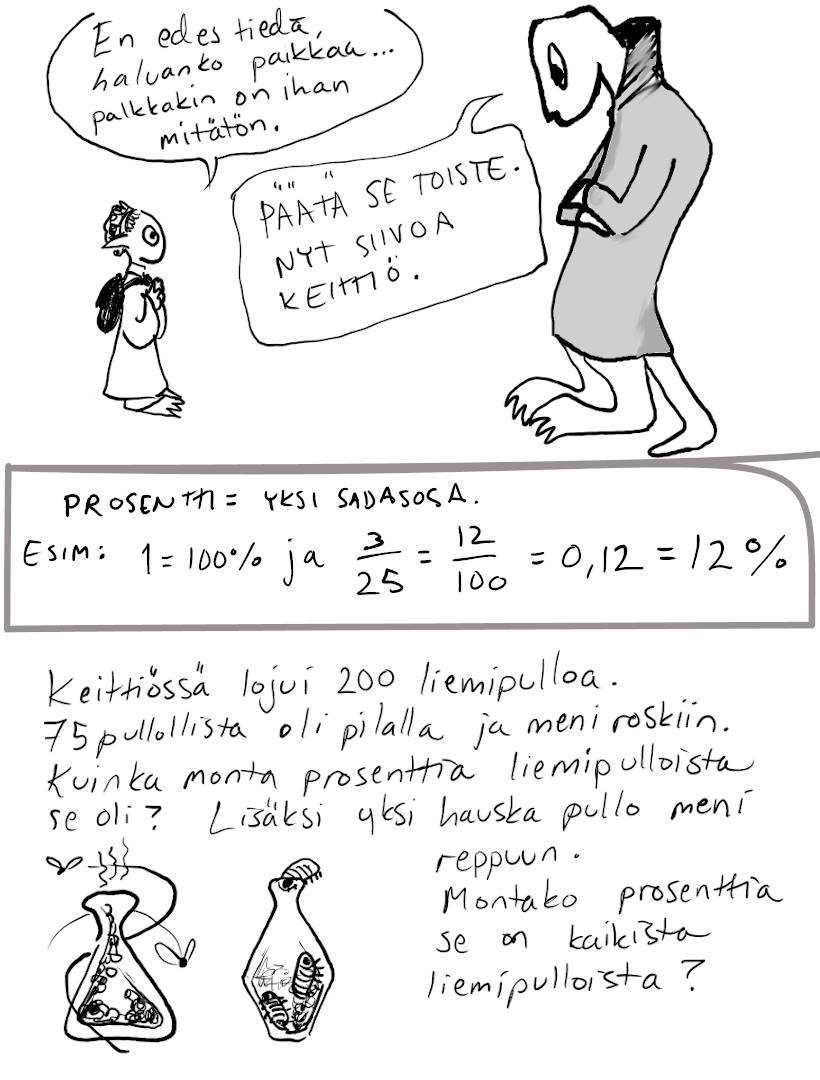 En edes tiedä,
haluanko paikkaa...
palkkakin on ihan
mitätön.
PÄÄTÄ SE TOISTE.
NYT SIIVOA
KEITTIÖ.
PROSENTTI = YKSI SADASOSA.
ESIM: 1 = 100% ja 3/25 = 12/100 = 0,12 = 12 %
Keittiössä lojui 200 liemipulloa.
75 pullollista oli pilalla ja meni roskiin.
Kuinka monta prosenttia liemipulloista
se oli? Lisäksi yksi hauska pullo meni
reppuun.
Montako prosenttia
se on kaikista
liemipulloista?